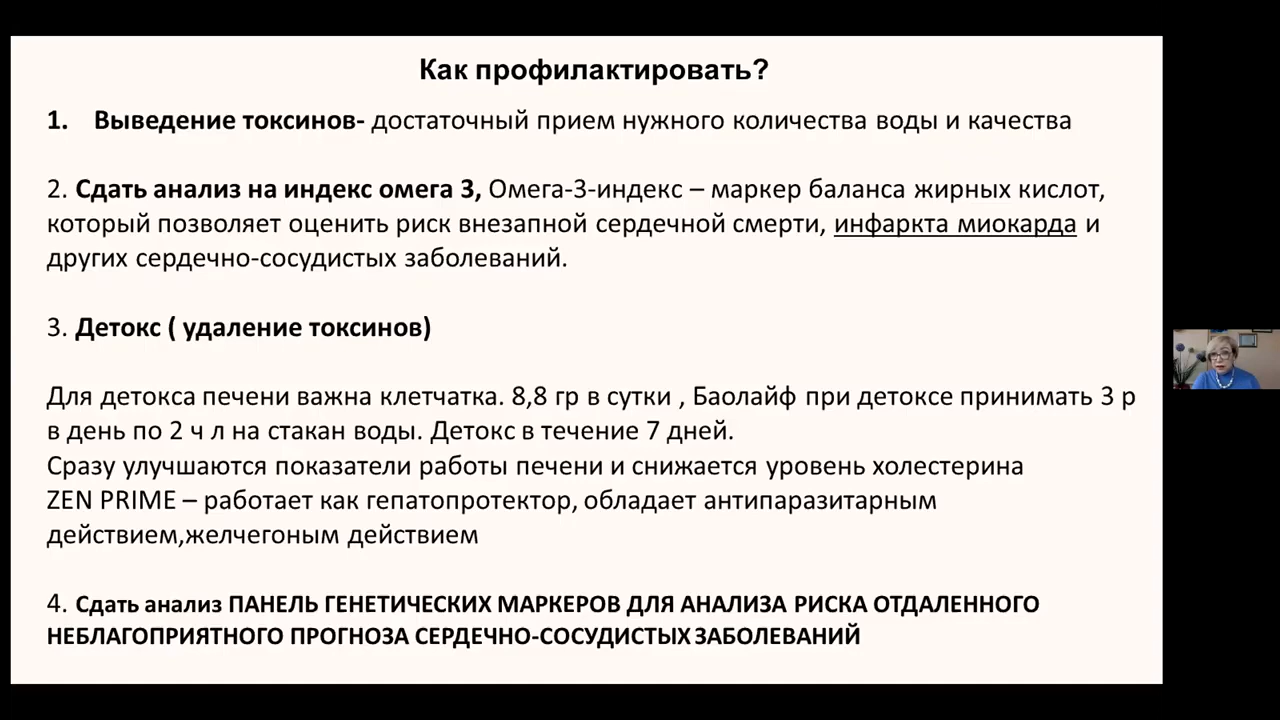 Как профилактировать?
1. Выведение токсинов- достаточный прием нужного количества воды и качества
2. Сдать анализ на индекс омега 3, Омега-3-индекс – маркер баланса жирных кислот,
который позволяет оценить риск внезапной сердечной смерти, инфаркта миокарда и
других сердечно-сосудистых заболеваний.
3. Детокс ( удаление токсинов)
Для детокса печени важна клетчатка. 8,8 гр в сутки , Баолайф при детоксе принимать 3 р
в день по 2 ч л на стакан воды. Детокс в течение 7 дней.
Сразу улучшаются показатели работы печени и снижается уровень холестерина
ZEN PRIME – работает как гепатопротектор, обладает антипаразитарным
действием,желчегоным действием
4. Сдать анализ ПАНЕЛЬ ГЕНЕТИЧЕСКИХ МАРКЕРОВ ДЛЯ АНАЛИЗА РИСКА ОТДАЛЕННОГО
НЕБЛАГОПРИЯТНОГО ПРОГНОЗА СЕРДЕЧНО-СОСУДИСТЫХ ЗАБОЛЕВАНИЙ